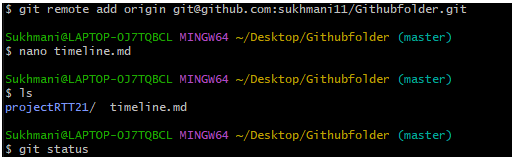 $ git remote add origin git@github.com:sukhmani11/Githubfolder.git
Sukhmani@LAPTOP-OJ7TQBCL MINGW64 ~/Desktop/Githubfolder (master)
$ nano timeline.md
Sukhmani@LAPTOP-OJ7TQBCL MINGW64 ~/Desktop/Githubfolder (master)
$ ls
projectRTT21/  timeline.md
Sukhmani@LAPTOP-OJ7TQBCL MINGW64 ~/Desktop/Githubfolder (master)
$ git status